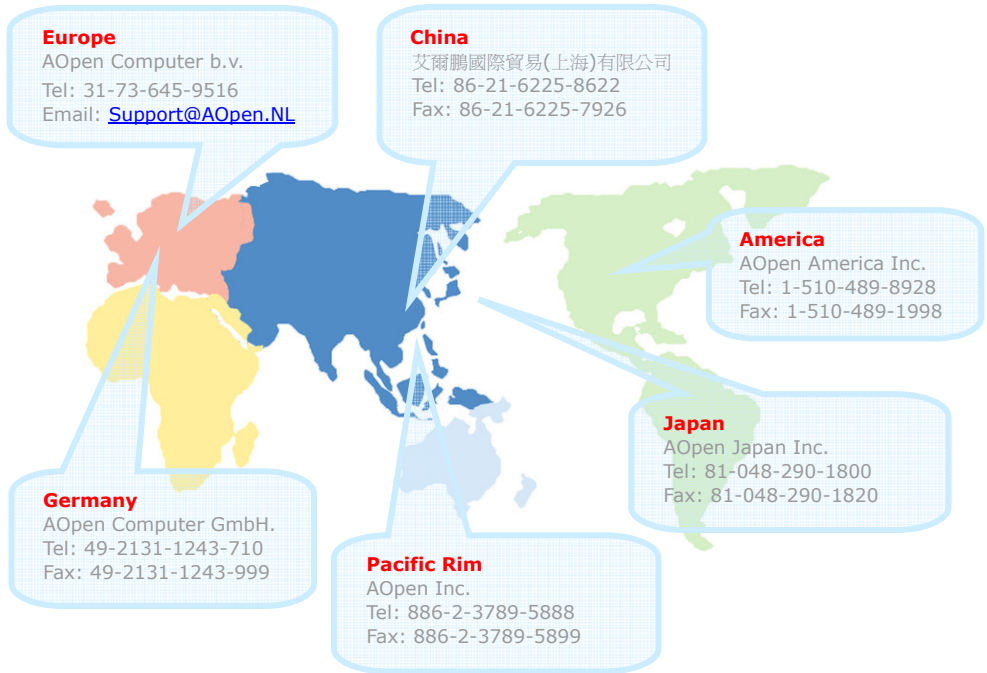 Europe
AOpen Computer b.v.
Tel: 31-73-645-9516
Email: Support@AOpen.NL
China
艾爾鵬國際貿易(上海)有限公司
Tel: 86-21-6225-8622
Fax: 86-21-6225-7926
America
AOpen America Inc.
Tel: 1-510-489-8928
Fax: 1-510-489-1998
Japan
AOpen Japan Inc.
Tel: 81-048-290-1800
Fax: 81-048-290-1820
Germany
AOpen Computer GmbH.
Tel: 49-2131-1243-710
Fax: 49-2131-1243-999
Pacific Rim
AOpen Inc.
Tel: 886-2-3789-5888
Fax: 886-2-3789-5899